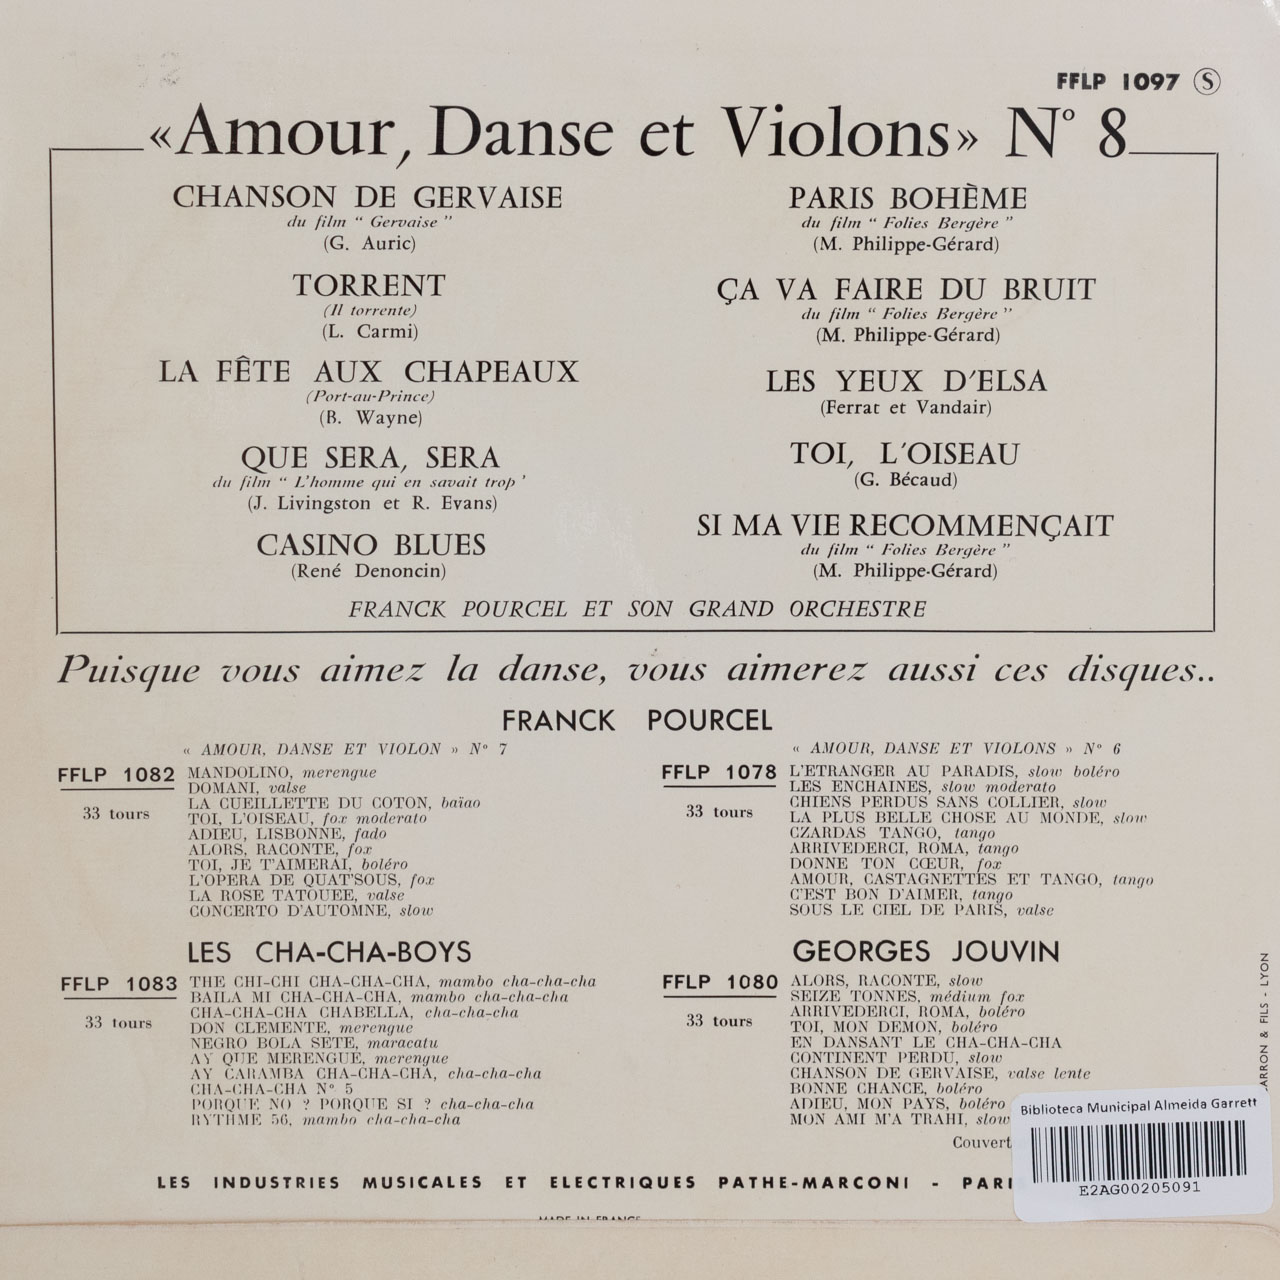 FFLP 1097 Ⓢ
«Amour, Danse et Violons» N° 8
CHANSON DE GERVAISE
du film “ Gervaise ”
(G. Auric)
TORRENT
(Il torrente)
(L. Carmi)
LA FÊTE AUX CHAPEAUX
(Port-au-Prince)
(B. Wayne)
QUE SERA, SERA
du film “ L'homme qui en savait trop '
(J. Livingston et R. Evans)
CASINO BLUES
(René Denoncin)
PARIS BOHÈME
du film “ Folies Bergère ”
(M. Philippe-Gérard)
ÇA VA FAIRE DU BRUIT
du film “ Folies Bergère ”
(M. Philippe-Gérard)
LES YEUX D'ELSA
(Ferrat et Vandair)
TOI, L'OISEAU
(G. Bécaud)
SI MA VIE RECOMMENÇAIT
du film “ Folies Bergère ”
(M. Philippe-Gérard)
FRANCK POURCEL ET SON GRAND ORCHESTRE
Puisque vous aimez la danse, vous aimerez aussi ces disques..
FRANCK POURCEL
« AMOUR, DANSE ET VIOLON » N° 7
FFLP 1082
33 tours
MANDOLINO, merengue
DOMANI, valse
LA CUEILLETTE DU COTON, baïao
TOI, L'OISEAU, fox moderato
ADIEU, LISBONNE, fado
ALORS, RACONTE, fox
TOI, JE T'AIMERAI, boléro
L'OPERA DE QUAT'SOUS, fox
LA ROSE TATOUEE, valse
CONCERTO D'AUTOMNE, slow
« AMOUR, DANSE ET VIOLONS » N° 6
FFLP 1078
33 tours
L'ETRANGER AU PARADIS, slow boléro
LES ENCHAINES, slow moderato
CHIENS PERDUS SANS COLLIER, slow
LA PLUS BELLE CHOSE AU MONDE, slow
CZARDAS TANGO, tango
ARRIVEDERCI, ROMA, tango
DONNE TON CŒUR, fox
AMOUR, CASTAGNETTES ET TANGO, tango
C'EST BON D'AIMER, tango
SOUS LE CIEL DE PARIS, valse
LES CHA-CHA-BOYS
FFLP 1083
33 tours
THE CHI-CHI CHA-CHA-CHA, mambo cha-cha-cha
BAILA MI CHA-CHA-CHA, mambo cha-cha-cha
CHA-CHA-CHA CHABELLA, cha-cha-cha
DON CLEMENTE, merengue
NEGRO BOLA SETE, maracatu
AY QUE MERENGUE, merengue
AY CARAMBA CHA-CHA-CHA, cha-cha-cha
CHA-CHA-CHA N° 5
PORQUE NO ? PORQUE SI ? cha-cha-cha
RYTHME 56, mambo cha-cha-cha
GEORGES JOUVIN
FFLP 1080
33 tours
ALORS, RACONTE, slow
SEIZE TONNES, médium fox
ARRIVEDERCI, ROMA, boléro
TOI, MON DEMON, boléro
EN DANSANT LE CHA-CHA-CHA
CONTINENT PERDU, slow
CHANSON DE GERVAISE, valse lente
BONNE CHANCE, boléro
ADIEU, MON PAYS, boléro
MON AMI M'A TRAHI, slow
Couvert
LES INDUSTRIES MUSICALES ET ELECTRIQUES PATHE-MARCONI - PARI
MADE IN FRANCE
ARRON & FILS - LYON
Biblioteca Municipal Almeida Garrett
E2AG00205091